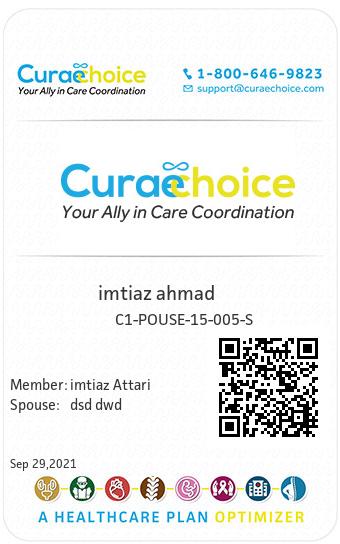 Curaechoice
Your Ally in Care Coordination
1-800-646-9823
support@curaechoice.com
Curaechoice
Your Ally in Care Coordination
imtiaz ahmad
C1-POUSE-15-005-S
Member: imtiaz Attari
Spouse: dsd dwd
Sep 29,2021
A HEALTHCARE PLAN OPTIMIZER